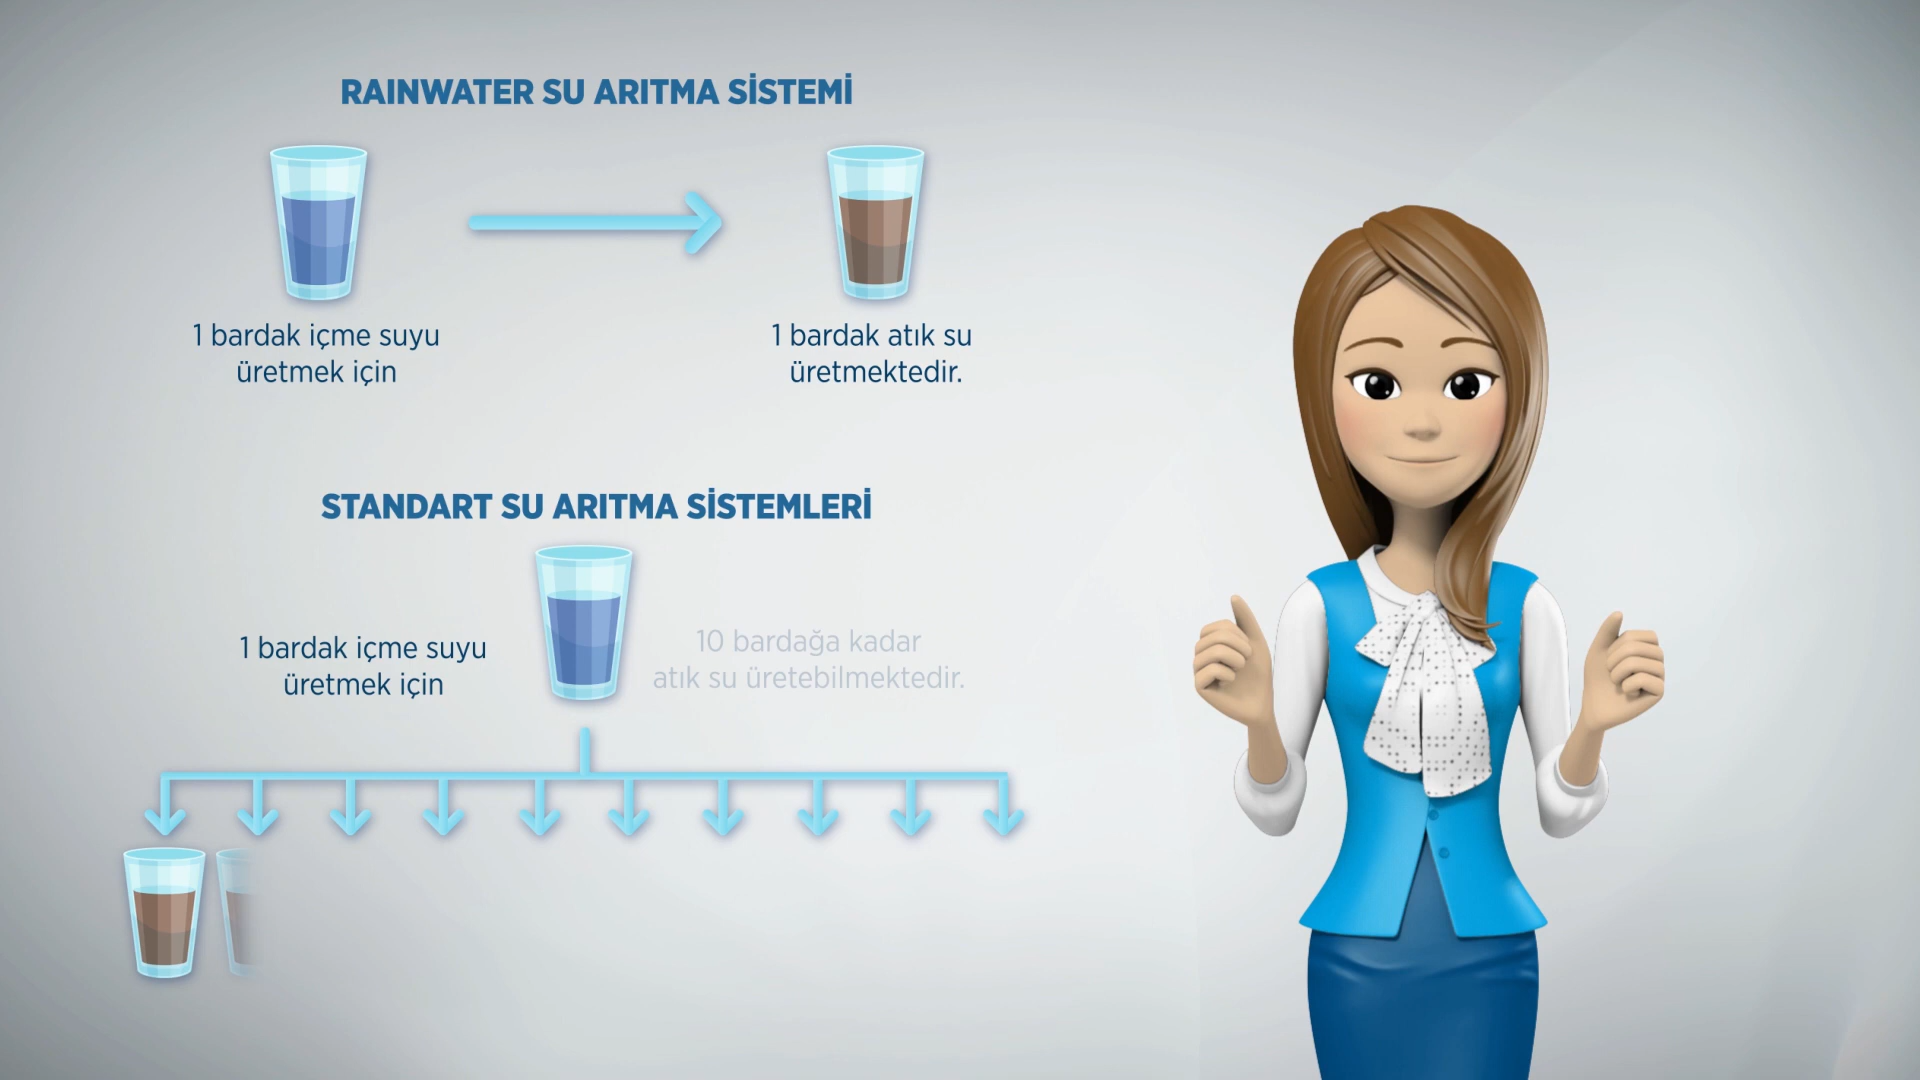 RAINWATER SU ARITMA SİSTEMİ
1 bardak içme suyu
üretmek için
1 bardak atık su
üretmektedir.
STANDART SU ARITMA SİSTEMLERİ
1 bardak içme suyu
üretmek için
10 bardağa kadar
atık su üretebilmektedir.